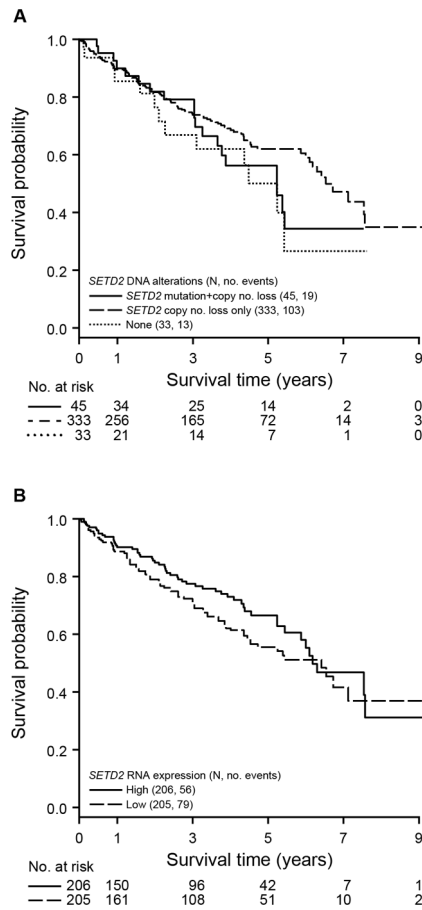 A
1.0
0.8
0.6
0.4
0.2
0.0
Survival probability
SETD2 DNA alterations (N, no. events)
SETD2 mutation+copy no. loss (45, 19)
SETD2 copy no. loss only (333, 103)
None (33, 13)
0 1 3 5 7 9
Survival time (years)
No. at risk
45 34 25 14 2 0
333 256 165 72 14 3
33 21 14 7 1 0
B
1.0
0.8
0.6
0.4
0.2
0.0
Survival probability
SETD2 RNA expression (N, no. events)
High (206, 56)
Low (205, 79)
0 1 3 5 7 9
Survival time (years)
No. at risk
206 150 96 42 7 1
205 161 108 51 10 2